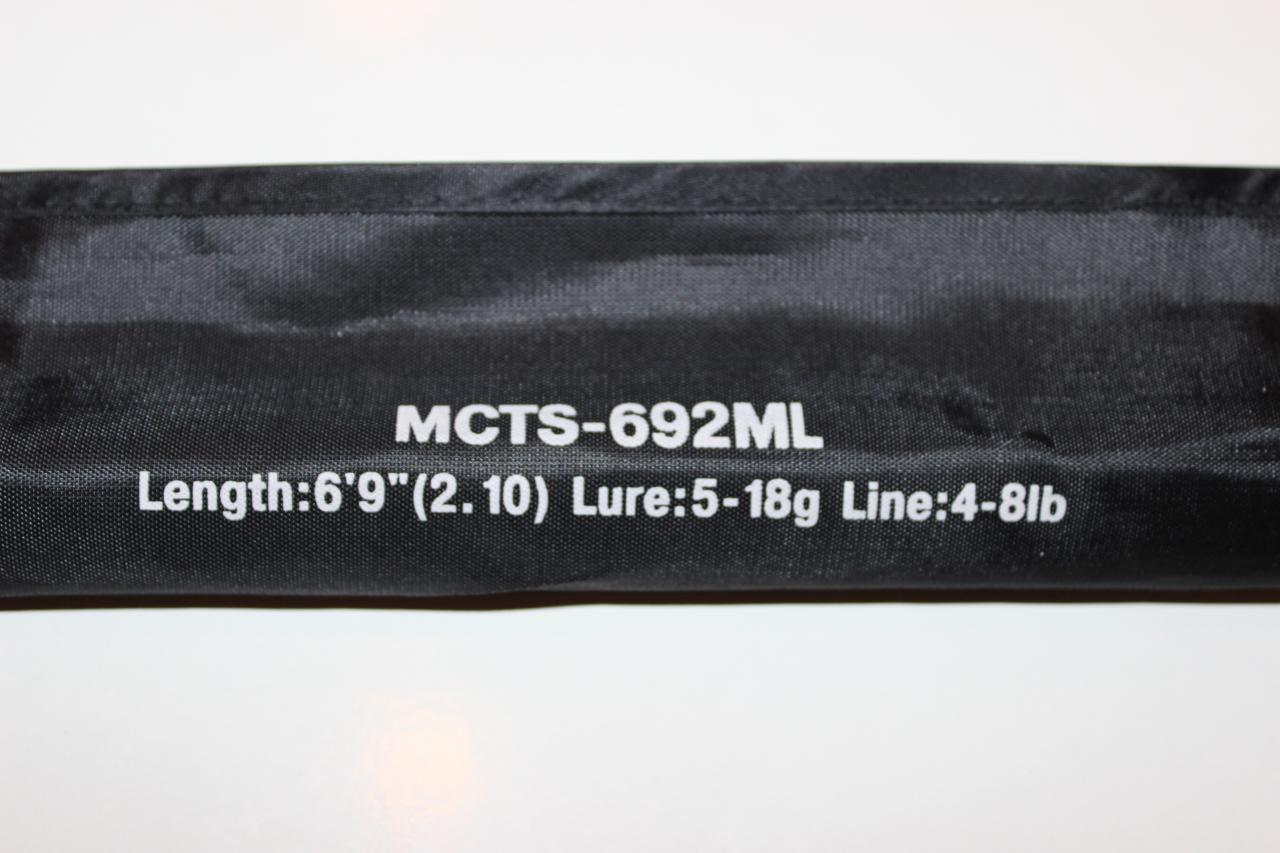 MCTS-692ML
Length:6'9"(2.10) Lure:5-18g Line:4-8lb